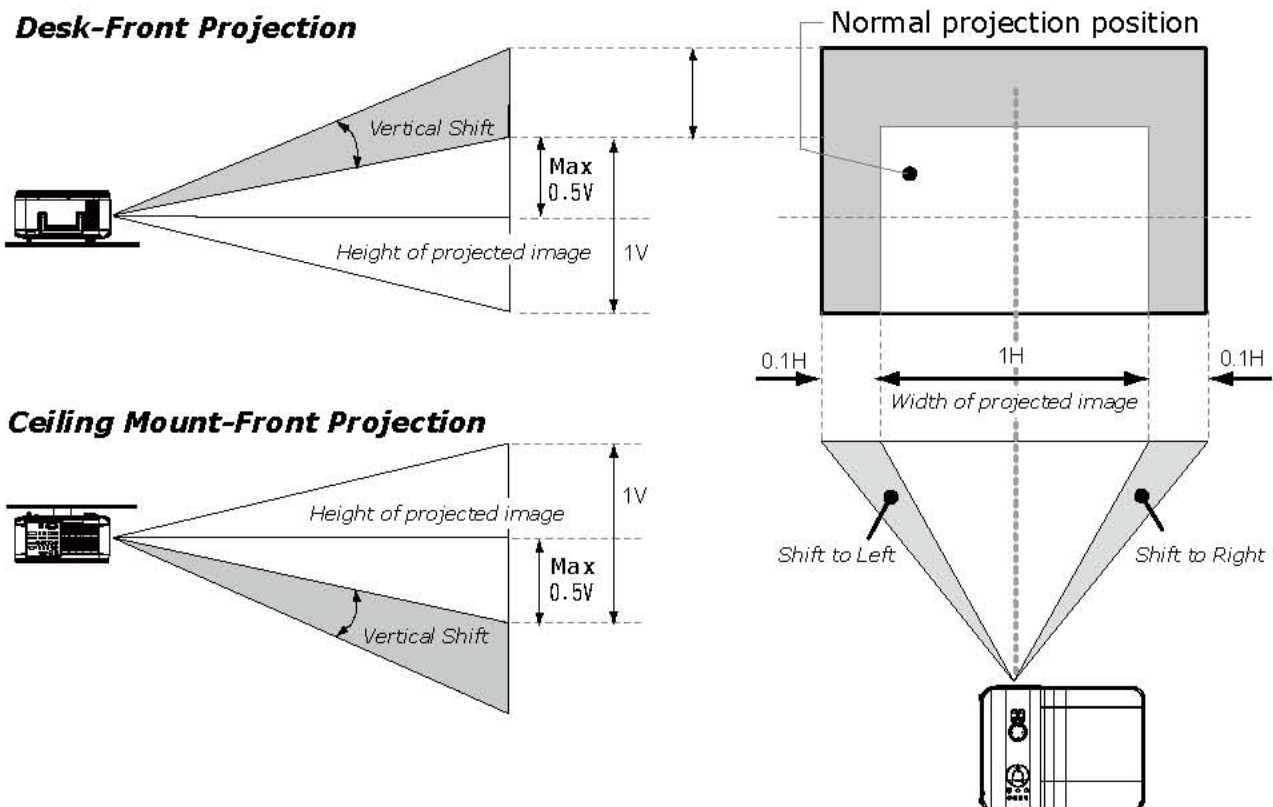 Desk-Front Projection
Vertical Shift
Max
0.5V
Height of projected image
1V
Normal projection position
0.1H
1H
0.1H
Width of projected image
Shift to Left
Shift to Right
Ceiling Mount-Front Projection
1V
Height of projected image
Max
0.5V
Vertical Shift